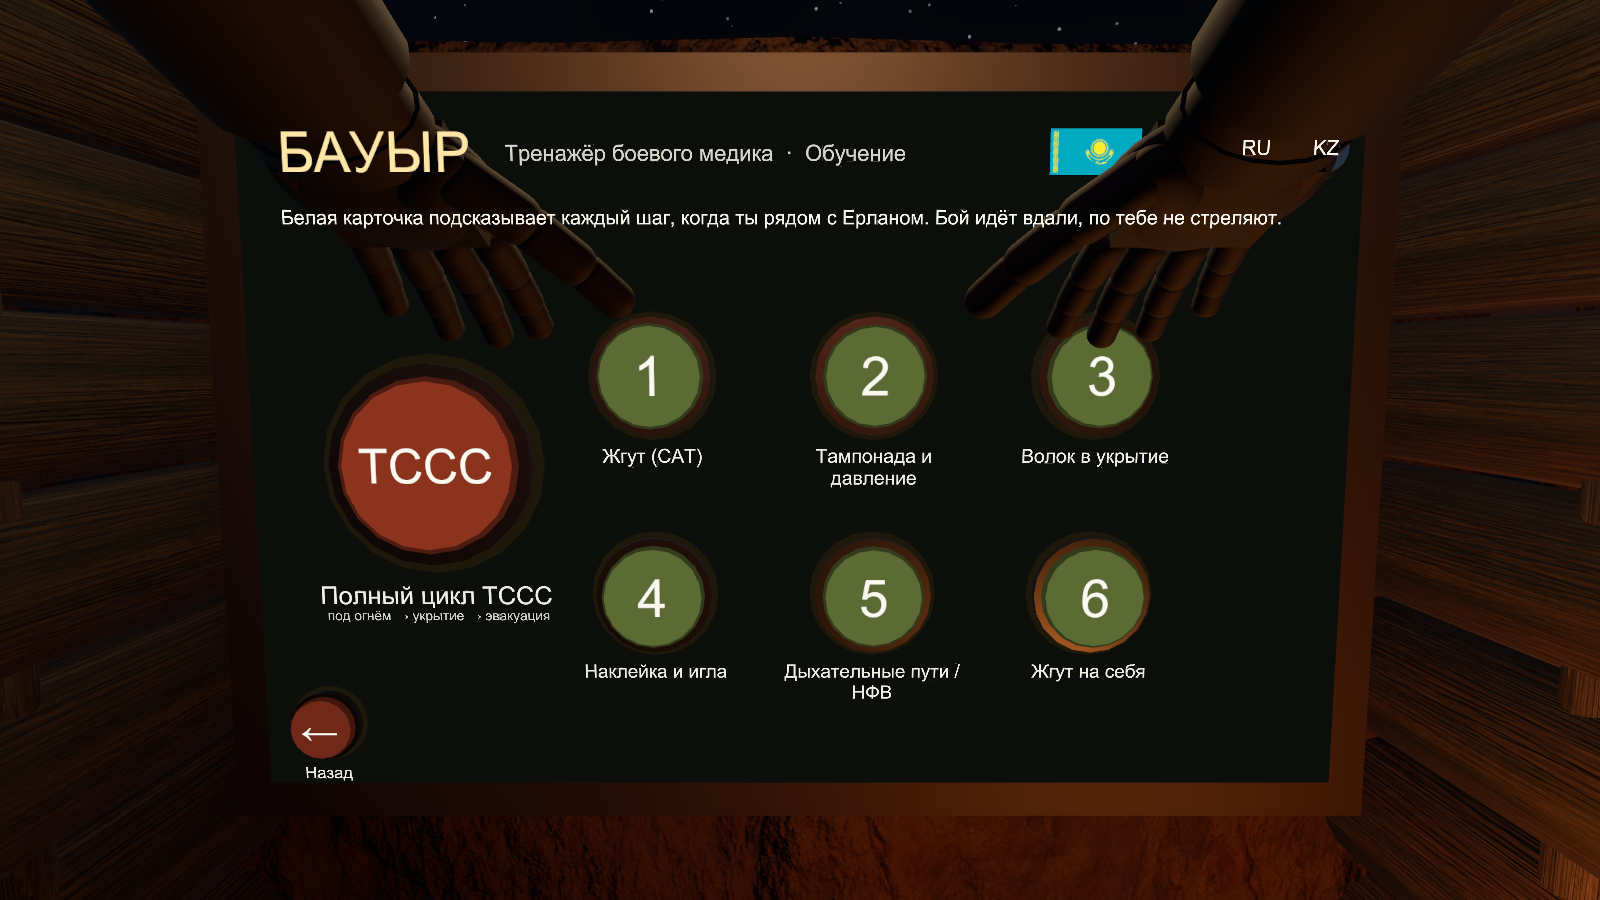 БАУЫР
Тренажёр боевого медика · Обучение
RU
KZ
Белая карточка подсказывает каждый шаг, когда ты рядом с Ерланом. Бой идёт вдали, по тебе не стреляют.
1
2
3
Жгут (CAT)
Тампонада и
давление
Волок в укрытие
TCCC
Полный цикл TCCC
под огнём → укрытие → эвакуация
4
5
6
Наклейка и игла
Дыхательные пути /
НФВ
Жгут на себя
←
Назад